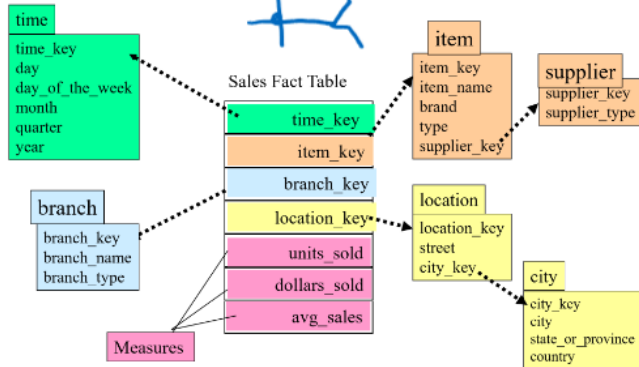 time
time_key
day
day_of_the_week
month
quarter
year
Sales Fact Table
time_key
item_key
branch_key
location_key
units_sold
dollars_sold
avg_sales
Measures
branch
branch_key
branch_name
branch_type
item
item_key
item_name
brand
type
supplier_key
supplier
supplier_key
supplier_type
location
location_key
street
city_key
city
city_key
city
state_or_province
country